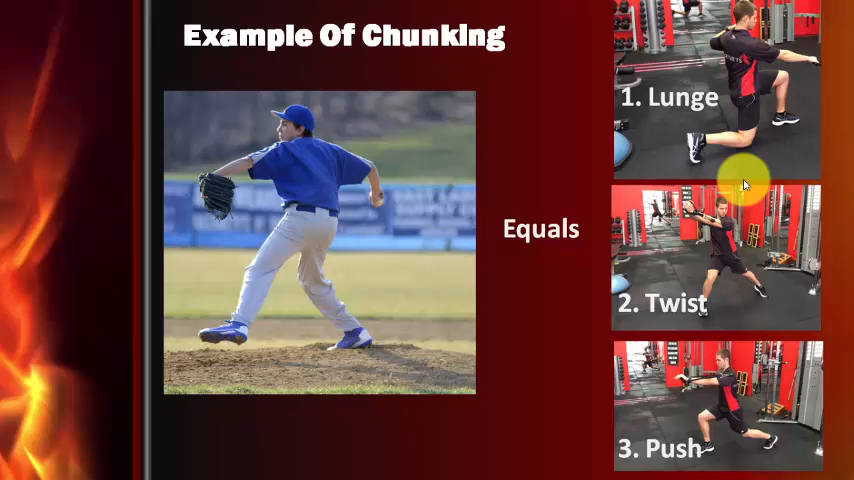 Example Of Chunking
1. Lunge
Equals
2. Twist
3. Push